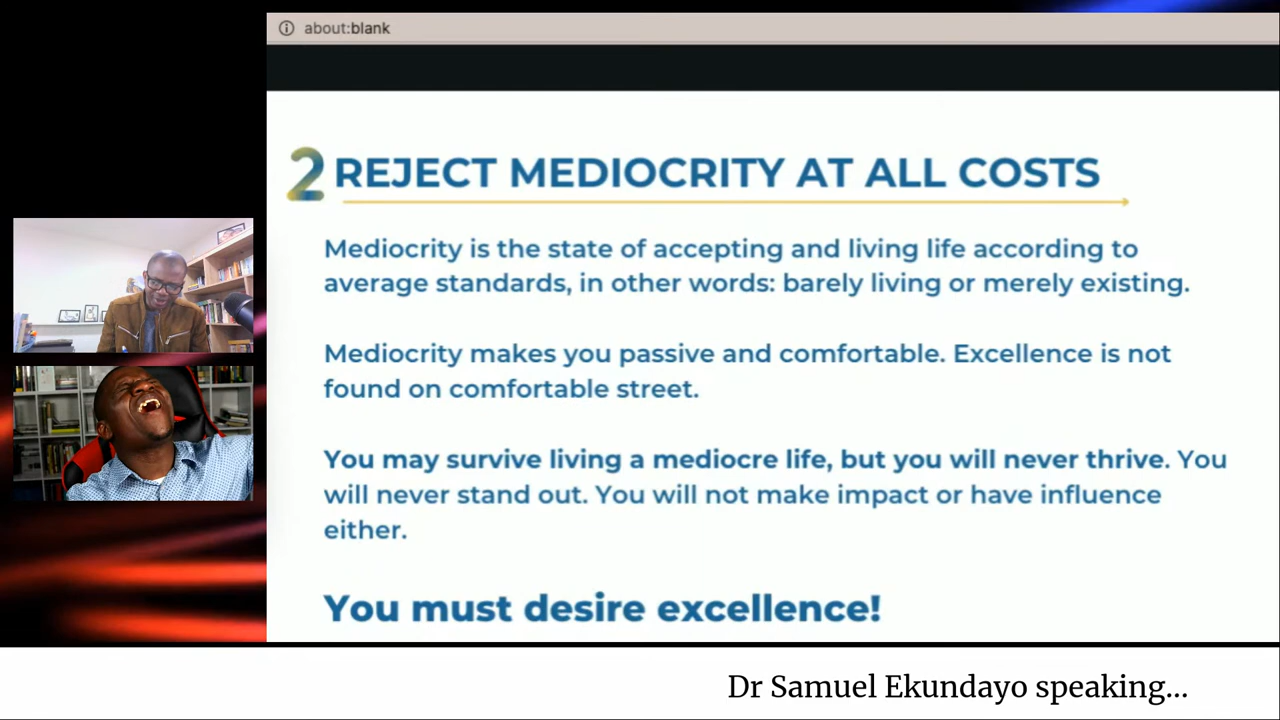 about:blank
2 REJECT MEDIOCRITY AT ALL COSTS
Mediocrity is the state of accepting and living life according to
average standards, in other words: barely living or merely existing.
Mediocrity makes you passive and comfortable. Excellence is not
found on comfortable street.
You may survive living a mediocre life, but you will never thrive. You
will never stand out. You will not make impact or have influence
either.
You must desire excellence!
Dr Samuel Ekundayo speaking...